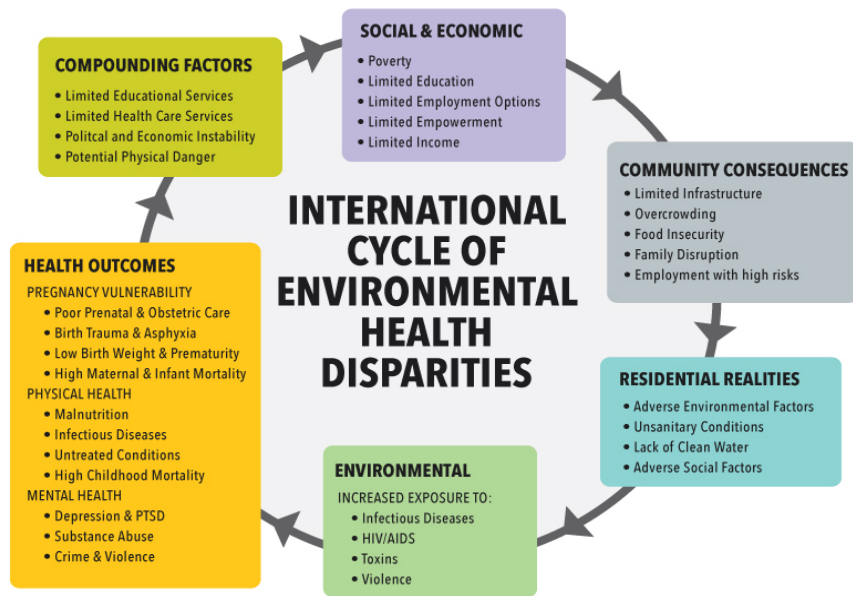 SOCIAL & ECONOMIC
• Poverty
• Limited Education
• Limited Employment Options
• Limited Empowerment
• Limited Income
COMMUNITY CONSEQUENCES
• Limited Infrastructure
• Overcrowding
• Food Insecurity
• Family Disruption
• Employment with high risks
RESIDENTIAL REALITIES
• Adverse Environmental Factors
• Unsanitary Conditions
• Lack of Clean Water
• Adverse Social Factors
ENVIRONMENTAL
INCREASED EXPOSURE TO:
• Infectious Diseases
• HIV/AIDS
• Toxins
• Violence
HEALTH OUTCOMES
PREGNANCY VULNERABILITY
• Poor Prenatal & Obstetric Care
• Birth Trauma & Asphyxia
• Low Birth Weight & Prematurity
• High Maternal & Infant Mortality
PHYSICAL HEALTH
• Malnutrition
• Infectious Diseases
• Untreated Conditions
• High Childhood Mortality
MENTAL HEALTH
• Depression & PTSD
• Substance Abuse
• Crime & Violence
COMPOUNDING FACTORS
• Limited Educational Services
• Limited Health Care Services
• Politcal and Economic Instability
• Potential Physical Danger
INTERNATIONAL
CYCLE OF
ENVIRONMENTAL
HEALTH
DISPARITIES